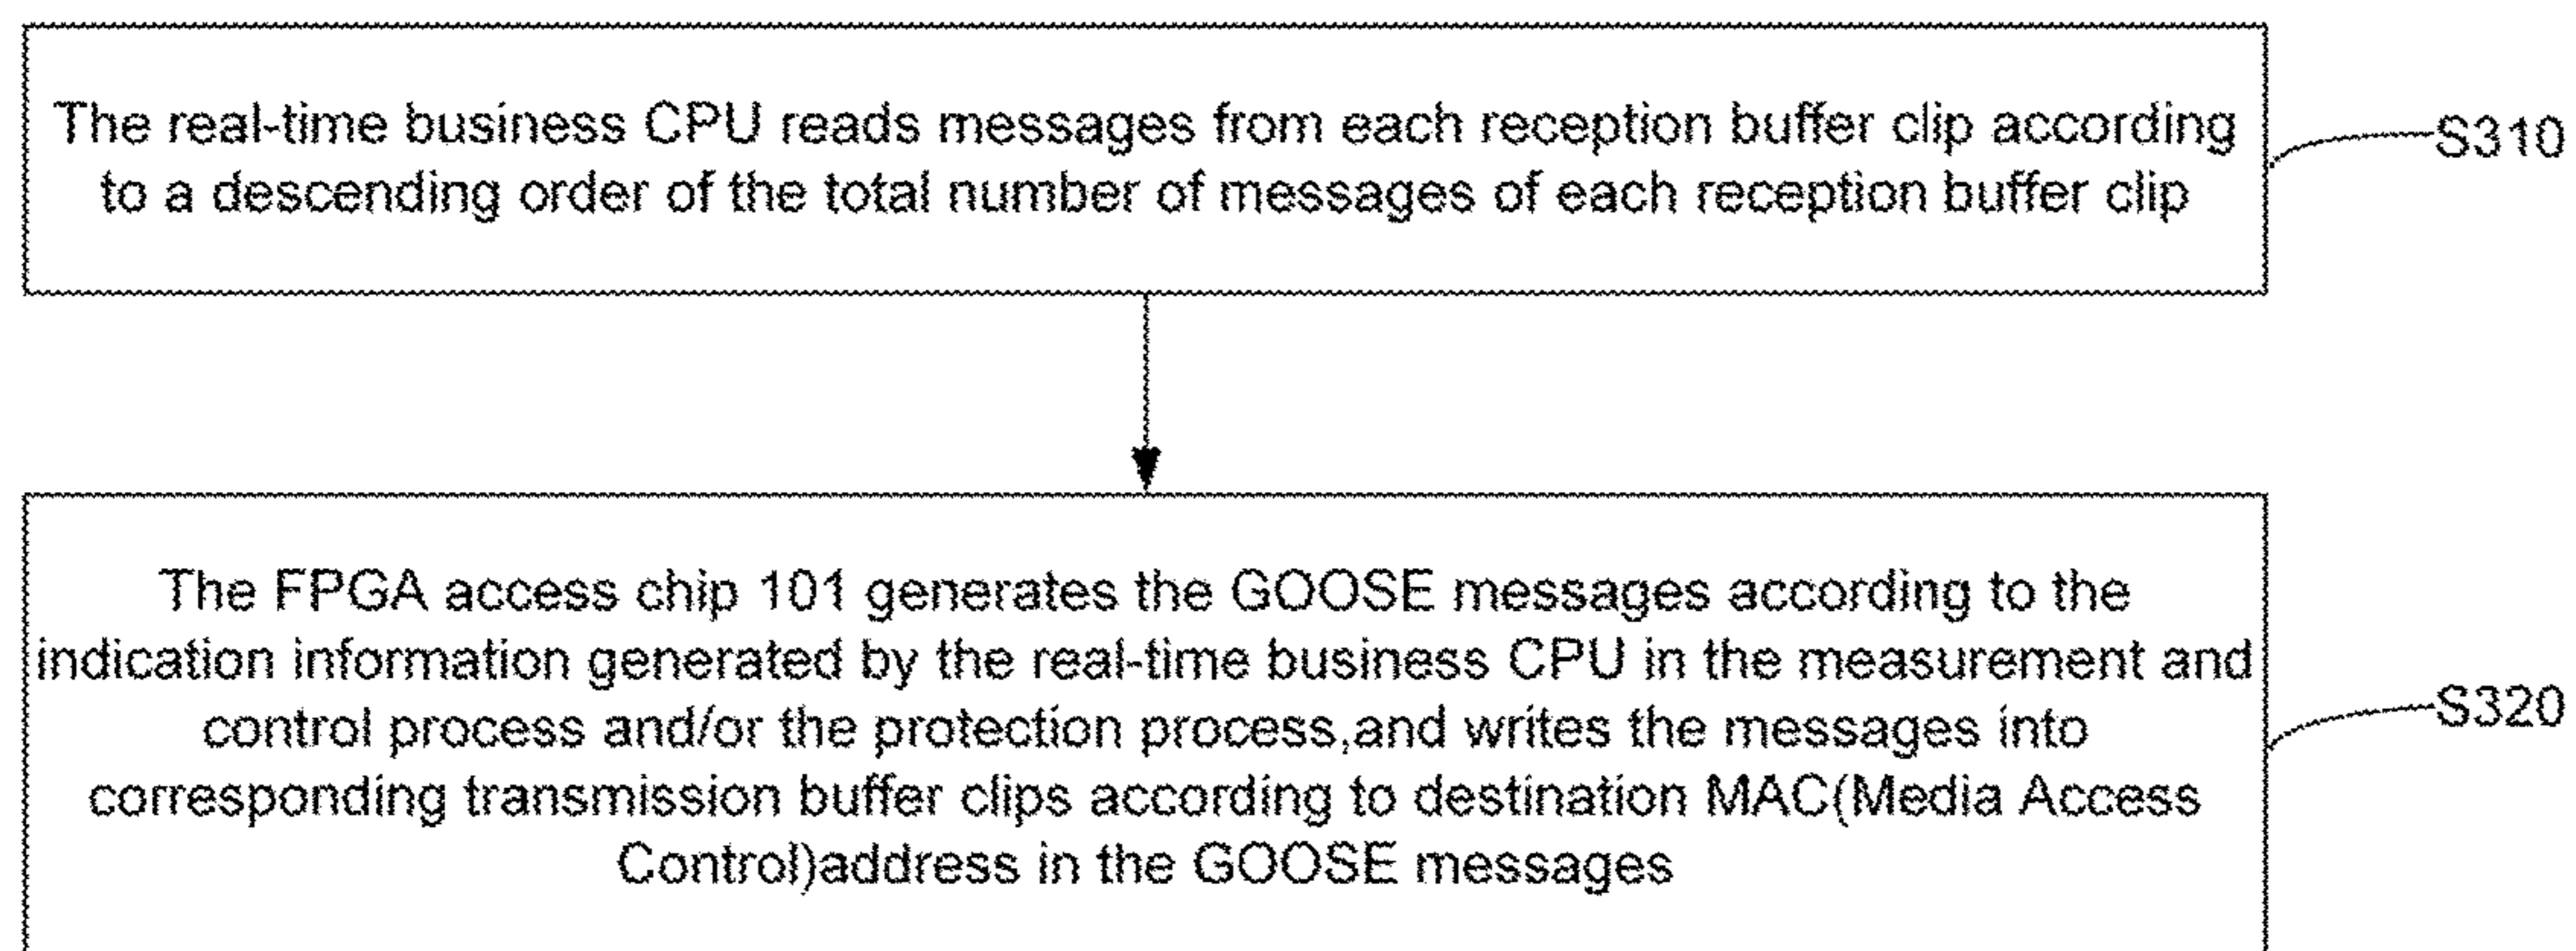 The real-time business CPU reads messages from each reception buffer clip according
to a descending order of the total number of messages of each reception buffer clip
S310
The FPGA access chip 101 generates the GOOSE messages according to the
indication information generated by the real-time business CPU in the measurement and
control process and/or the protection process,and writes the messages into
corresponding transmission buffer clips according to destination MAC(Media Access
Control)address in the GOOSE messages
S320